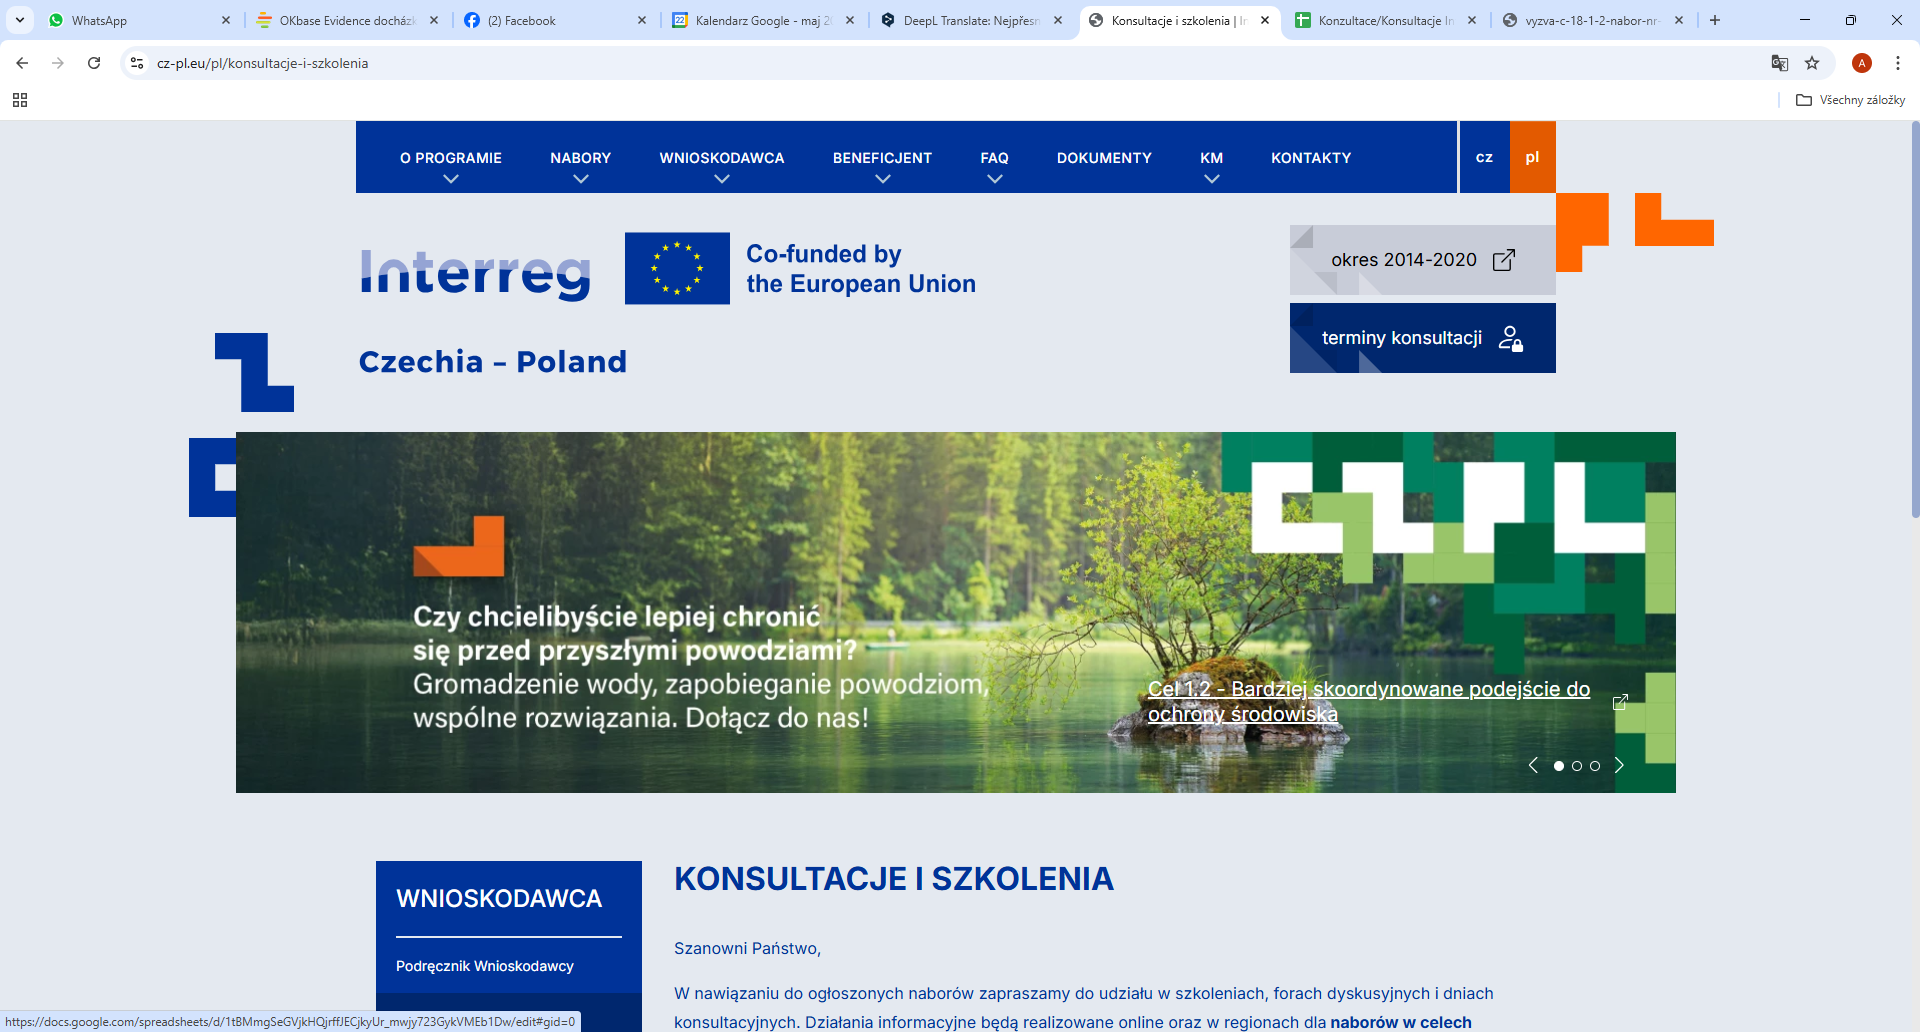 WhatsApp
OKbase Evidence docház
(2) Facebook
Kalendarz Google - maj 20
DeepL Translate: Nejpřesn
Konsultacje i szkolenia | In
Konzultace/Konsultacje In
vyzva-c-18-1-2-nabor-nr-
cz-pl.eu/pl/konsultacje-i-szkolenia
A
Všechny záložky
O PROGRAMIE
NABORY
WNIOSKODAWCA
BENEFICJENT
FAQ
DOKUMENTY
KM
KONTAKTY
cz
pl
Interreg
Co-funded by
the European Union
okres 2014-2020
terminy konsultacji
Czechia – Poland
CZPL
Czy chcielibyście lepiej chronić
się przed przyszłymi powodziami?
Gromadzenie wody, zapobieganie powodziom,
wspólne rozwiązania. Dołącz do nas!
Cel 1.2 - Bardziej skoordynowane podejście do
ochrony środowiska
WNIOSKODAWCA
Podręcznik Wnioskodawcy
KONSULTACJE I SZKOLENIA
Szanowni Państwo,
W nawiązaniu do ogłoszonych naborów zapraszamy do udziału w szkoleniach, forach dyskusyjnych i dniach
konsultacyjnych. Działania informacyjne będą realizowane online oraz w regionach dla naborów w celech
https://docs.google.com/spreadsheets/d/1tBMmgSeGVjkHQjrffJECjkyUr_mwjy723GykVMEb1Dw/edit#gid=0